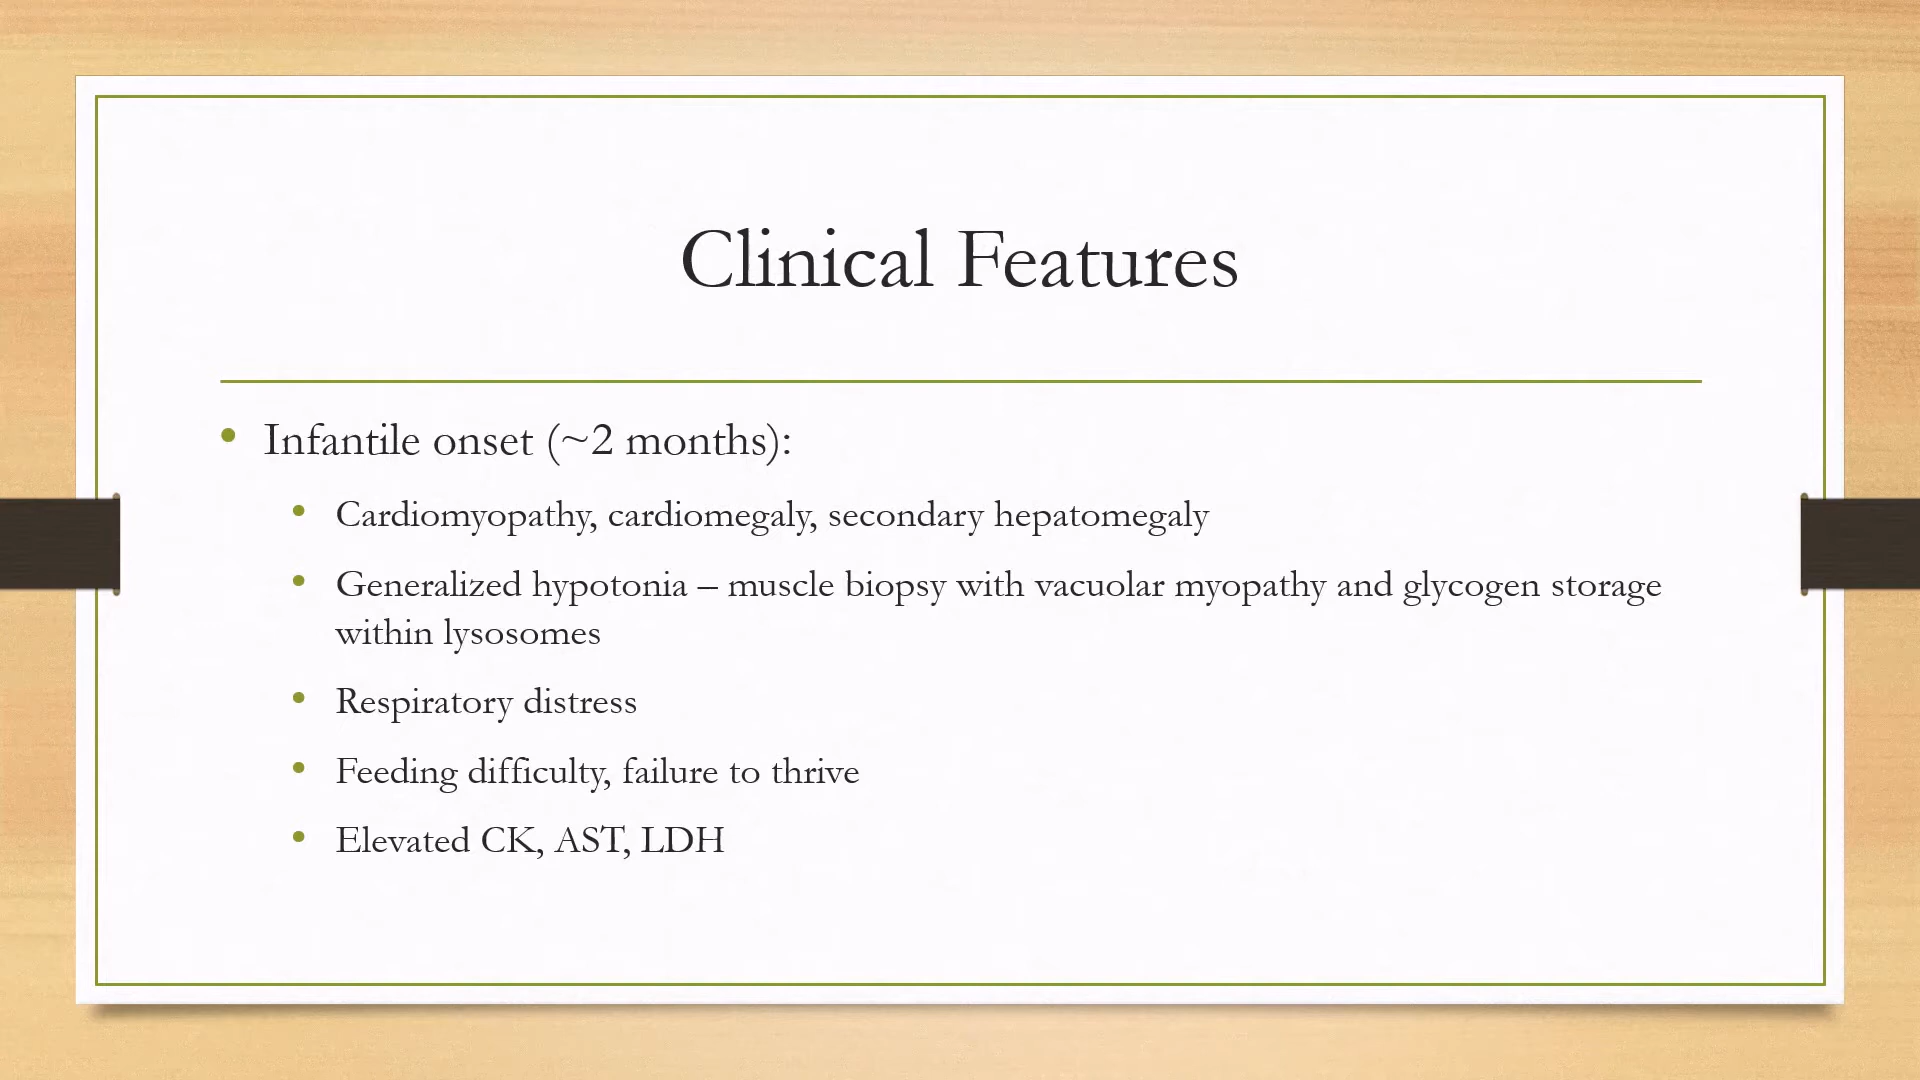 Clinical Features
• Infantile onset (~2 months):
• Cardiomyopathy, cardiomegaly, secondary hepatomegaly
• Generalized hypotonia – muscle biopsy with vacuolar myopathy and glycogen storage
within lysosomes
• Respiratory distress
• Feeding difficulty, failure to thrive
• Elevated CK, AST, LDH